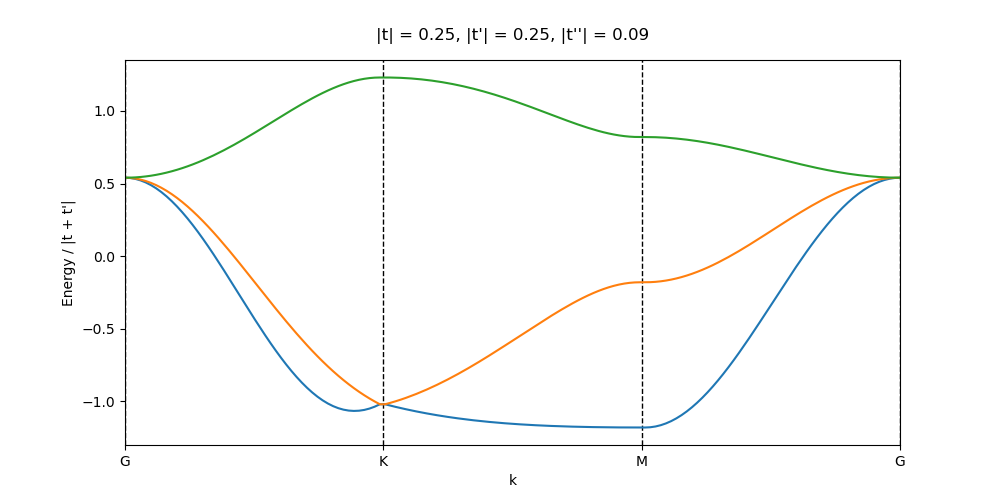 |t| = 0.25, |t'| = 0.25, |t''| = 0.09
Energy / |t + t'|
1.0
0.5
0.0
−0.5
−1.0
G K M G
k